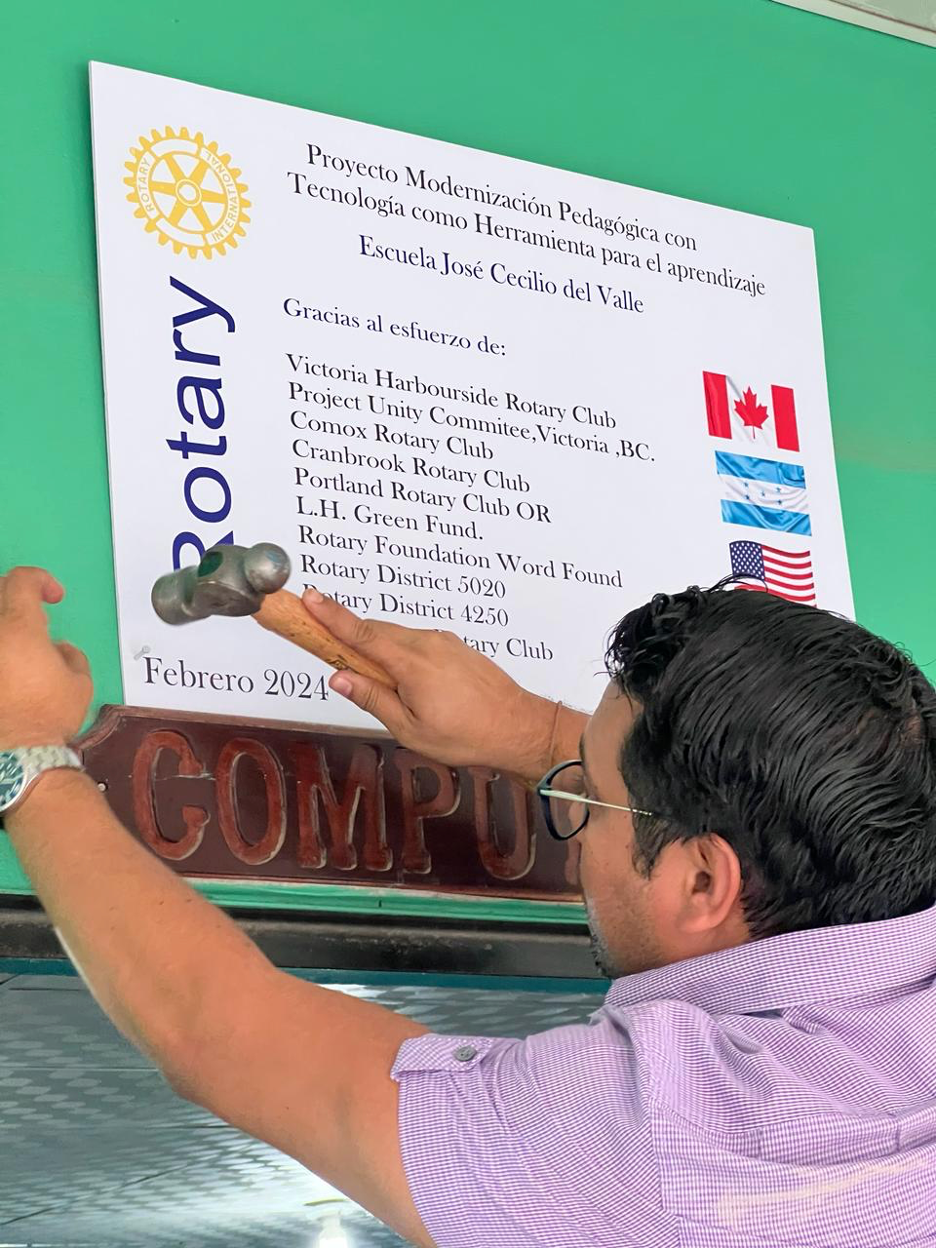 ROTARY
INTERNATIONAL
Rotary
Proyecto Modernización Pedagógica con
Tecnología como Herramienta para el aprendizaje
Escuela José Cecilio del Valle
Gracias al esfuerzo de:
Victoria Harbourside Rotary Club
Project Unity Commitee,Victoria ,BC.
Comox Rotary Club
Cranbrook Rotary Club
Portland Rotary Club OR
L.H. Green Fund.
Rotary Foundation Word Found
Rotary District 5020
Rotary District 4250
Rotary Club
Febrero 2024
COMPU